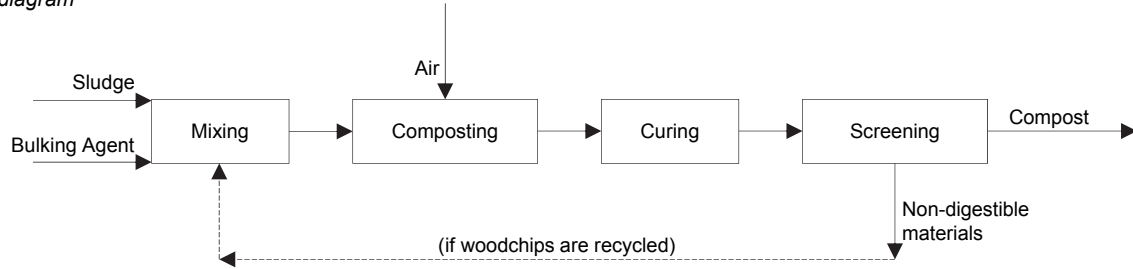 diagram
Air
Sludge
Bulking Agent
Mixing
Composting
Curing
Screening
Compost
Non-digestible
materials
(if woodchips are recycled)